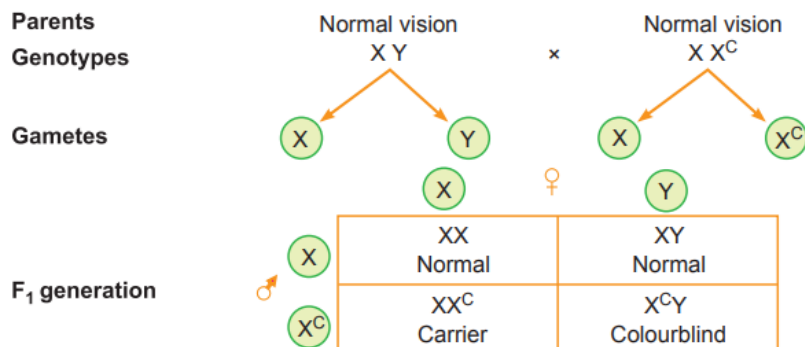 Parents Normal vision Normal vision
Genotypes X Y × X X^C
Gametes X Y X X^C
♀
X Y
X XX XY
Normal Normal
F₁ generation ♂
X^C XX^C X^CY
Carrier Colourblind